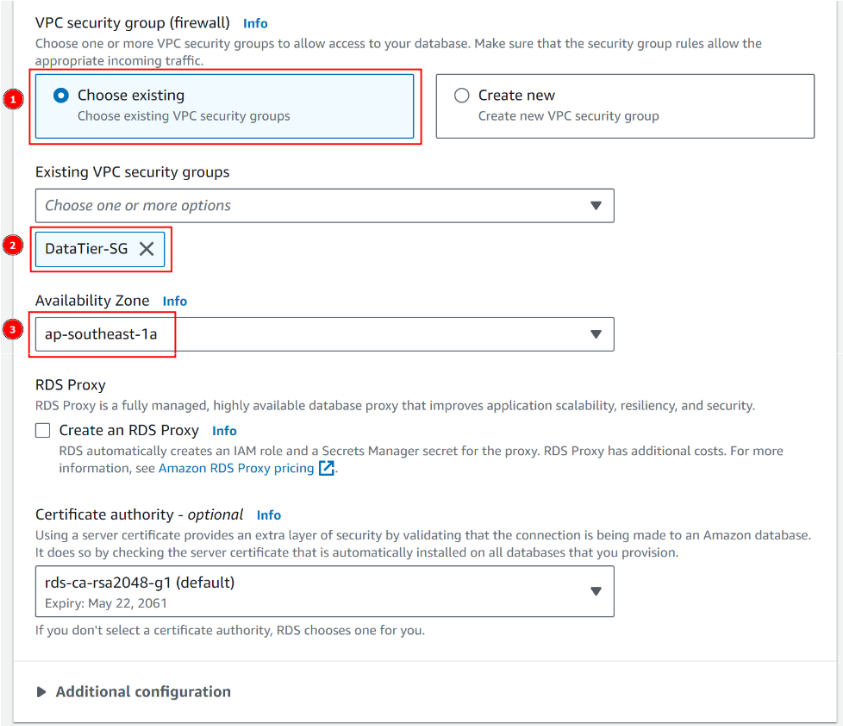 VPC security group (firewall) Info
Choose one or more VPC security groups to allow access to your database. Make sure that the security group rules allow the
appropriate incoming traffic.
1
Choose existing
Choose existing VPC security groups
Create new
Create new VPC security group
Existing VPC security groups
Choose one or more options
2
DataTier-SG
Availability Zone Info
3
ap-southeast-1a
RDS Proxy
RDS Proxy is a fully managed, highly available database proxy that improves application scalability, resiliency, and security.
Create an RDS Proxy Info
RDS automatically creates an IAM role and a Secrets Manager secret for the proxy. RDS Proxy has additional costs. For more
information, see Amazon RDS Proxy pricing.
Certificate authority - optional Info
Using a server certificate provides an extra layer of security by validating that the connection is being made to an Amazon database.
It does so by checking the server certificate that is automatically installed on all databases that you provision.
rds-ca-rsa2048-g1 (default)
Expiry: May 22, 2061
If you don't select a certificate authority, RDS chooses one for you.
Additional configuration